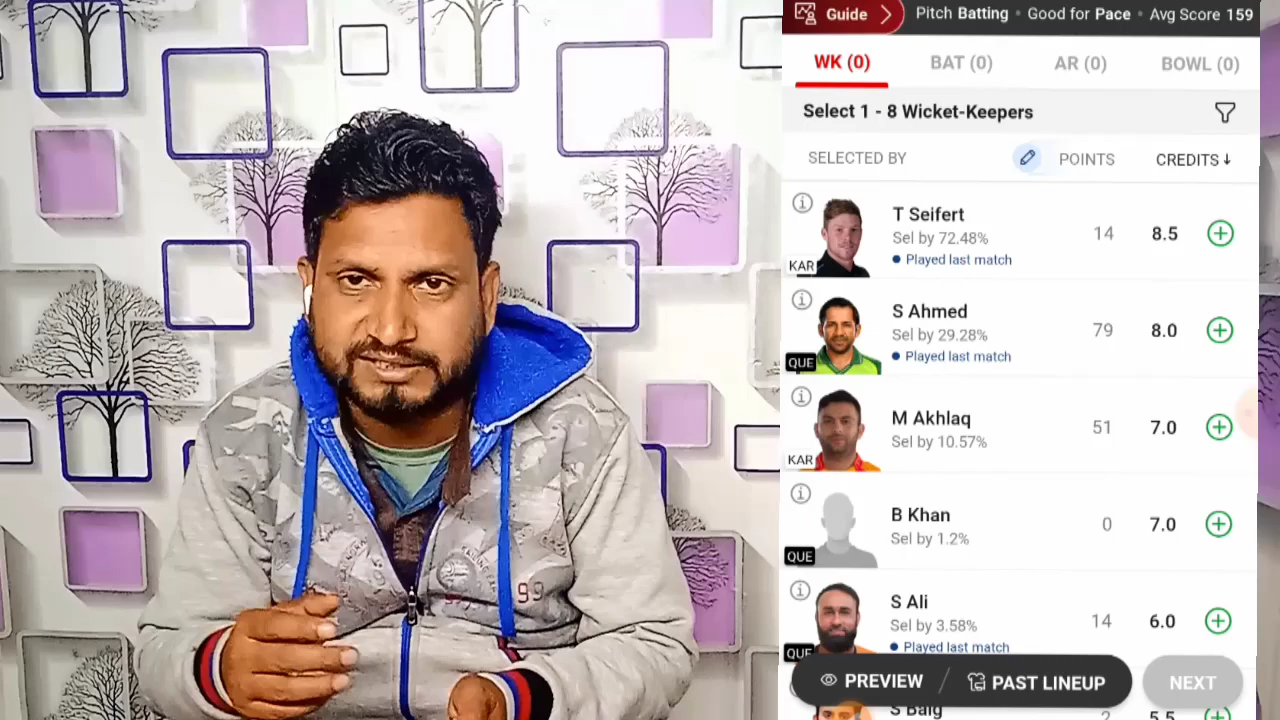 Guide
Pitch Batting • Good for Pace • Avg Score 159
WK (0) BAT (0) AR (0) BOWL (0)
Select 1 - 8 Wicket-Keepers
SELECTED BY POINTS CREDITS↓
T Seifert
Sel by 72.48% 14 8.5
Played last match
KAR
S Ahmed
Sel by 29.28% 79 8.0
Played last match
QUE
M Akhlaq
Sel by 10.57% 51 7.0
KAR
B Khan
Sel by 1.2% 0 7.0
QUE
S Ali
Sel by 3.58% 14 6.0
Played last match
QUE
PREVIEW / PAST LINEUP NEXT
S Baig 2 5.5
99